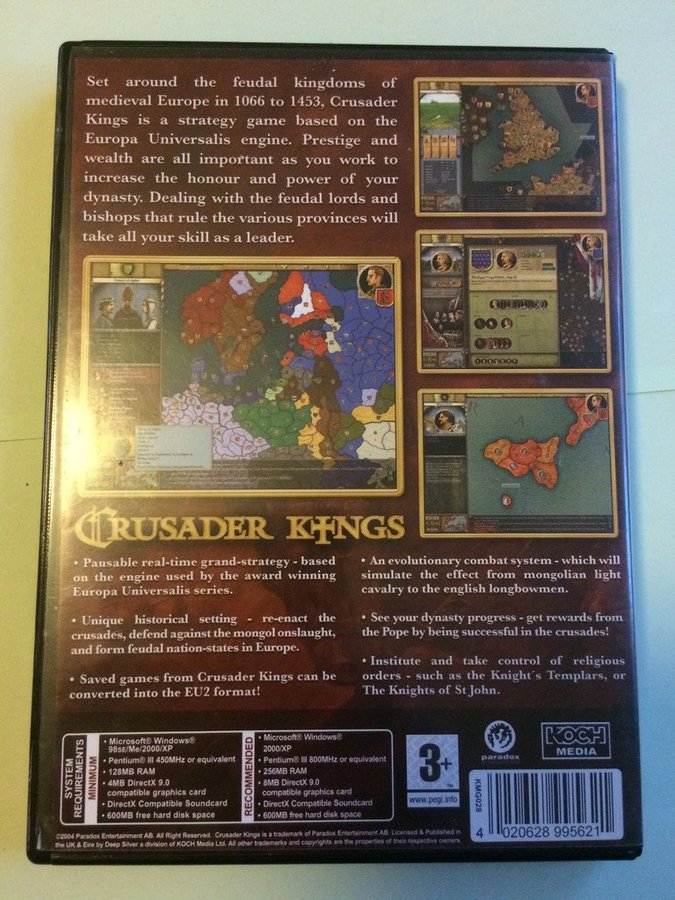 Set around the feudal kingdoms of
medieval Europe in 1066 to 1453, Crusader
Kings is a strategy game based on the
Europa Universalis engine. Prestige and
wealth are all important as you work to
increase the honour and power of your
dynasty. Dealing with the feudal lords and
bishops that rule the various provinces will
take all your skill as a leader.
CRUSADER KINGS
• Pausable real-time grand-strategy - based
on the engine used by the award winning
Europa Universalis series.
• Unique historical setting - re-enact the
crusades, defend against the mongol onslaught,
and form feudal nation-states in Europe.
• Saved games from Crusader Kings can be
converted into the EU2 format!
• An evolutionary combat system - which will
simulate the effect from mongolian light
cavalry to the english longbowmen.
• See your dynasty progress - get rewards from
the Pope by being successful in the crusades!
• Institute and take control of religious
orders - such as the Knight´s Templars, or
The Knights of St John.
SYSTEM
REQUIREMENTS
MINIMUM
• Microsoft® Windows®
98se/Me/2000/XP
• Pentium® III 450MHz or equivalent
• 128MB RAM
• 4MB DirectX 9.0
compatible graphics card
• DirectX Compatible Soundcard
• 600MB free hard disk space
RECOMMENDED
• Microsoft® Windows®
2000/XP
• Pentium® III 800MHz or equivalent
• 256MB RAM
• 8MB DirectX 9.0
compatible graphics card
• DirectX Compatible Soundcard
• 600MB free hard disk space
3+
™
www.pegi.info
paradox
KOCH
MEDIA
KMG028
4 020628 995621
©2004 Paradox Entertainment AB. All Right Reserved. Crusader Kings is a trademark of Paradox Entertainment AB. Licensed & Published in
the UK & Eire by Deep Silver a division of KOCH Media Ltd. All other trademarks and copyrights are the properties of their respective owners.